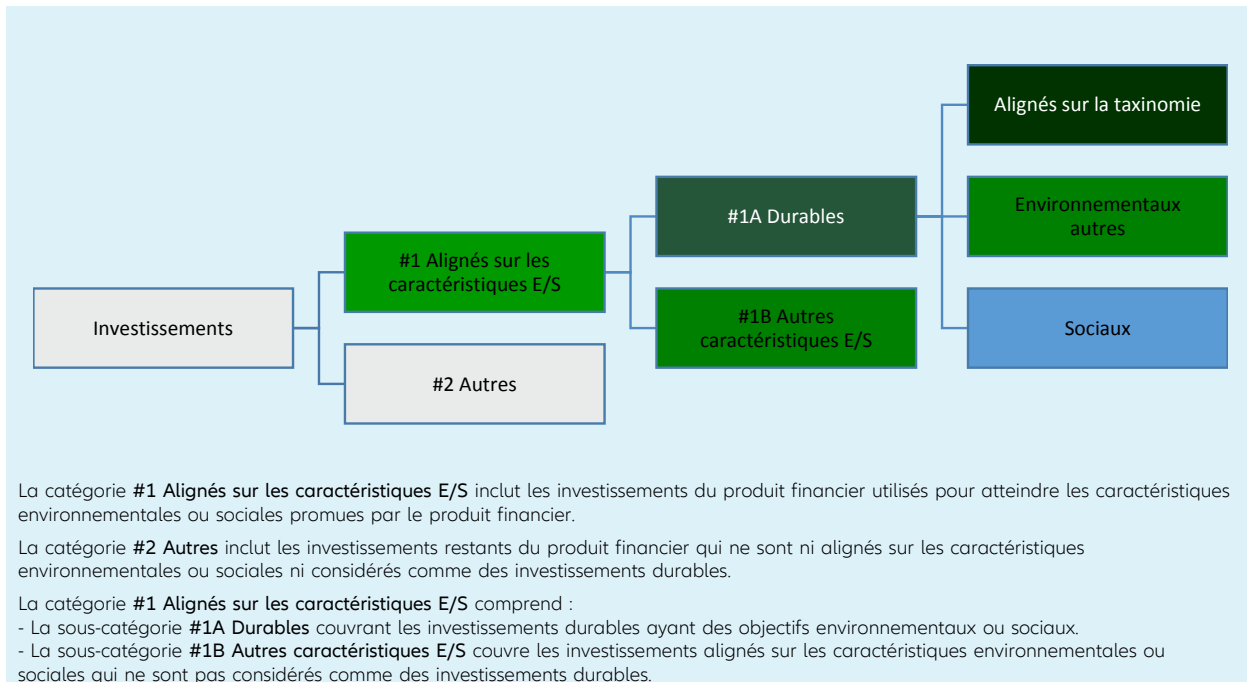 Alignés sur la taxinomie
#1A Durables
Environnementaux
autres
#1 Alignés sur les
caractéristiques E/S
Investissements
#1B Autres
caractéristiques E/S
Sociaux
#2 Autres
La catégorie #1 Alignés sur les caractéristiques E/S inclut les investissements du produit financier utilisés pour atteindre les caractéristiques
environnementales ou sociales promues par le produit financier.
La catégorie #2 Autres inclut les investissements restants du produit financier qui ne sont ni alignés sur les caractéristiques
environnementales ou sociales ni considérés comme des investissements durables.
La catégorie #1 Alignés sur les caractéristiques E/S comprend :
- La sous-catégorie #1A Durables couvrant les investissements durables ayant des objectifs environnementaux ou sociaux.
- La sous-catégorie #1B Autres caractéristiques E/S couvre les investissements alignés sur les caractéristiques environnementales ou
sociales qui ne sont pas considérés comme des investissements durables.